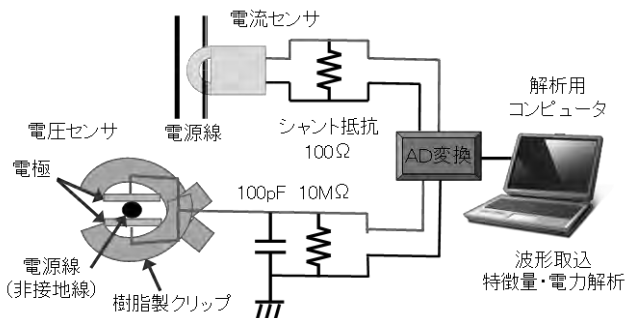 電流センサ
解析用
コンピュータ
電圧センサ
電源線
シャント抵抗
100Ω
AD変換
電極
100pF
10MΩ
電源線
(非接地線)
樹脂製クリップ
波形取込
特徴量・電力解析